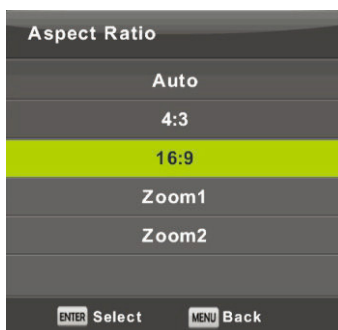 Aspect Ratio
Auto
4:3
16:9
Zoom1
Zoom2
ENTER Select MENU Back